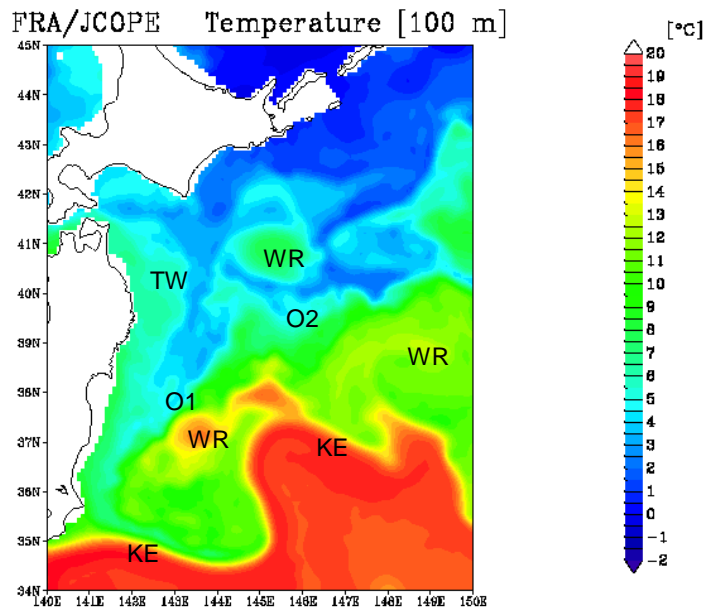 FRA/JCOPE Temperature [100 m]
[°C]
45N
44N
43N
42N
41N
40N
39N
38N
37N
36N
35N
34N
140E 141E 142E 143E 144E 145E 146E 147E 148E 149E 150E
WR
TW
O2
WR
O1
WR
KE
KE
20
19
18
17
16
15
14
13
12
11
10
9
8
7
6
5
4
3
2
1
0
-1
-2